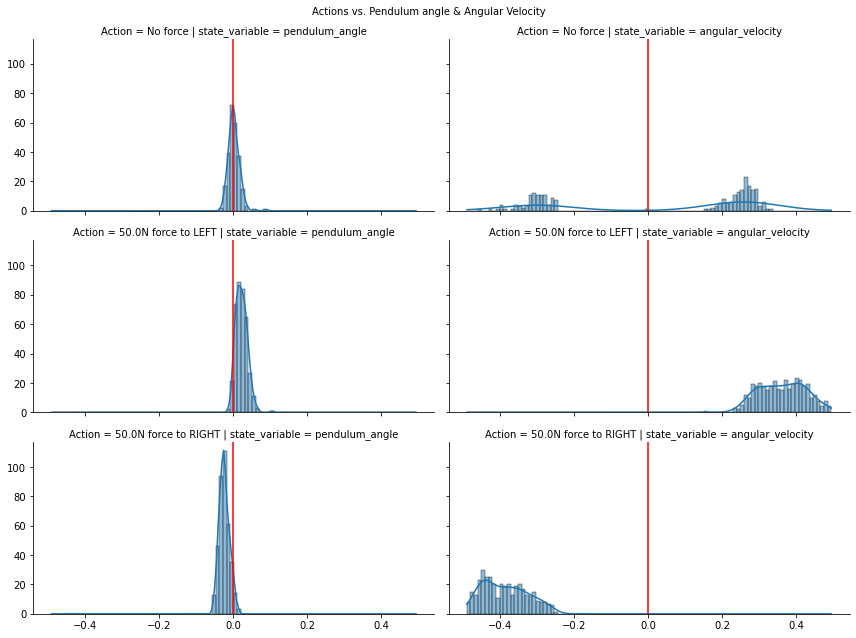 Actions vs. Pendulum angle & Angular Velocity
Action = No force | state_variable = pendulum_angle
Action = No force | state_variable = angular_velocity
100
80
60
40
20
0
Action = 50.0N force to LEFT | state_variable = pendulum_angle
Action = 50.0N force to LEFT | state_variable = angular_velocity
100
80
60
40
20
0
Action = 50.0N force to RIGHT | state_variable = pendulum_angle
Action = 50.0N force to RIGHT | state_variable = angular_velocity
100
80
60
40
20
0
−0.4 −0.2 0.0 0.2 0.4
−0.4 −0.2 0.0 0.2 0.4